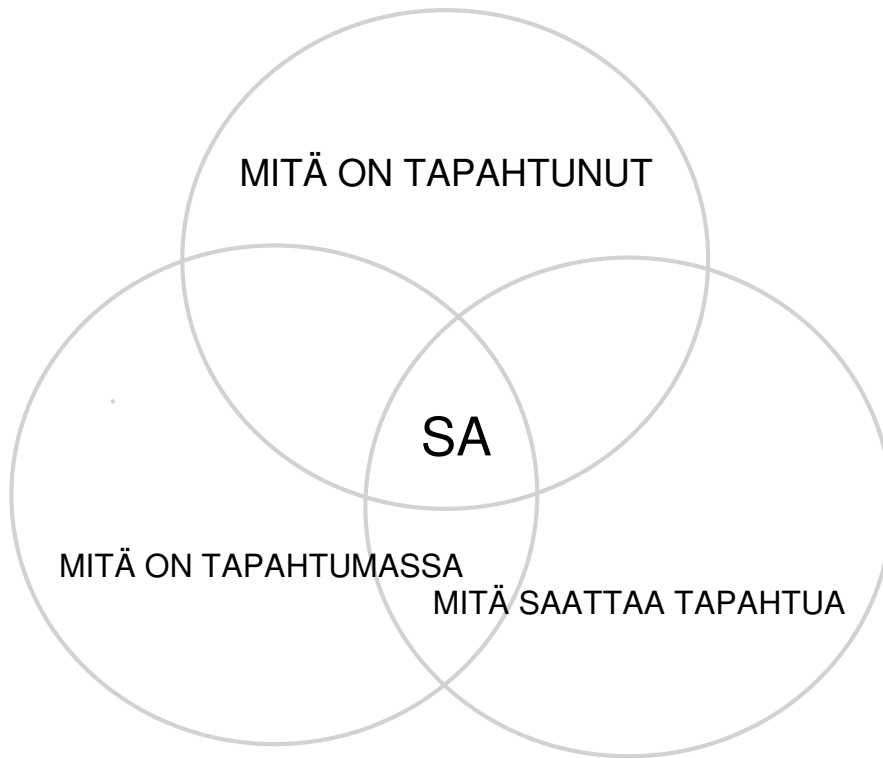 MITÄ ON TAPAHTUNUT
SA
MITÄ ON TAPAHTUMASSA
MITÄ SAATTAA TAPAHTUA